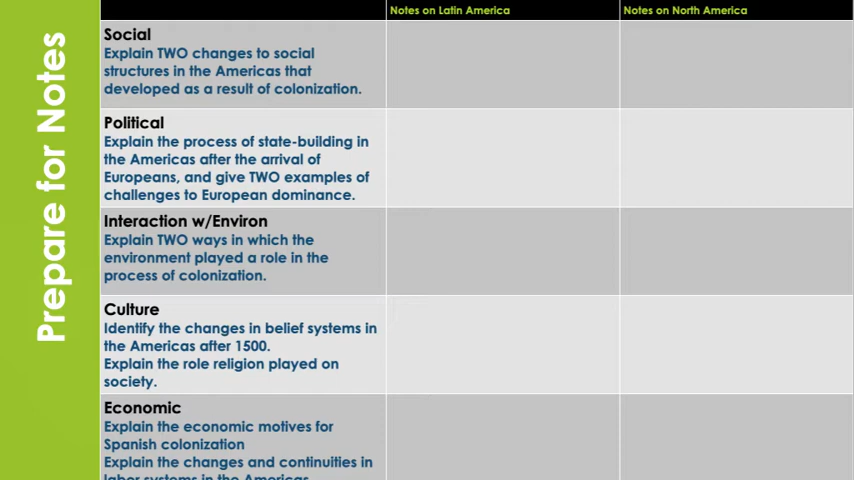 Prepare for Notes
Notes on Latin America
Notes on North America
Social
Explain TWO changes to social
structures in the Americas that
developed as a result of colonization.
Political
Explain the process of state-building in
the Americas after the arrival of
Europeans, and give TWO examples of
challenges to European dominance.
Interaction w/Environ
Explain TWO ways in which the
environment played a role in the
process of colonization.
Culture
Identify the changes in belief systems in
the Americas after 1500.
Explain the role religion played on
society.
Economic
Explain the economic motives for
Spanish colonization
Explain the changes and continuities in
labor systems in the Americas